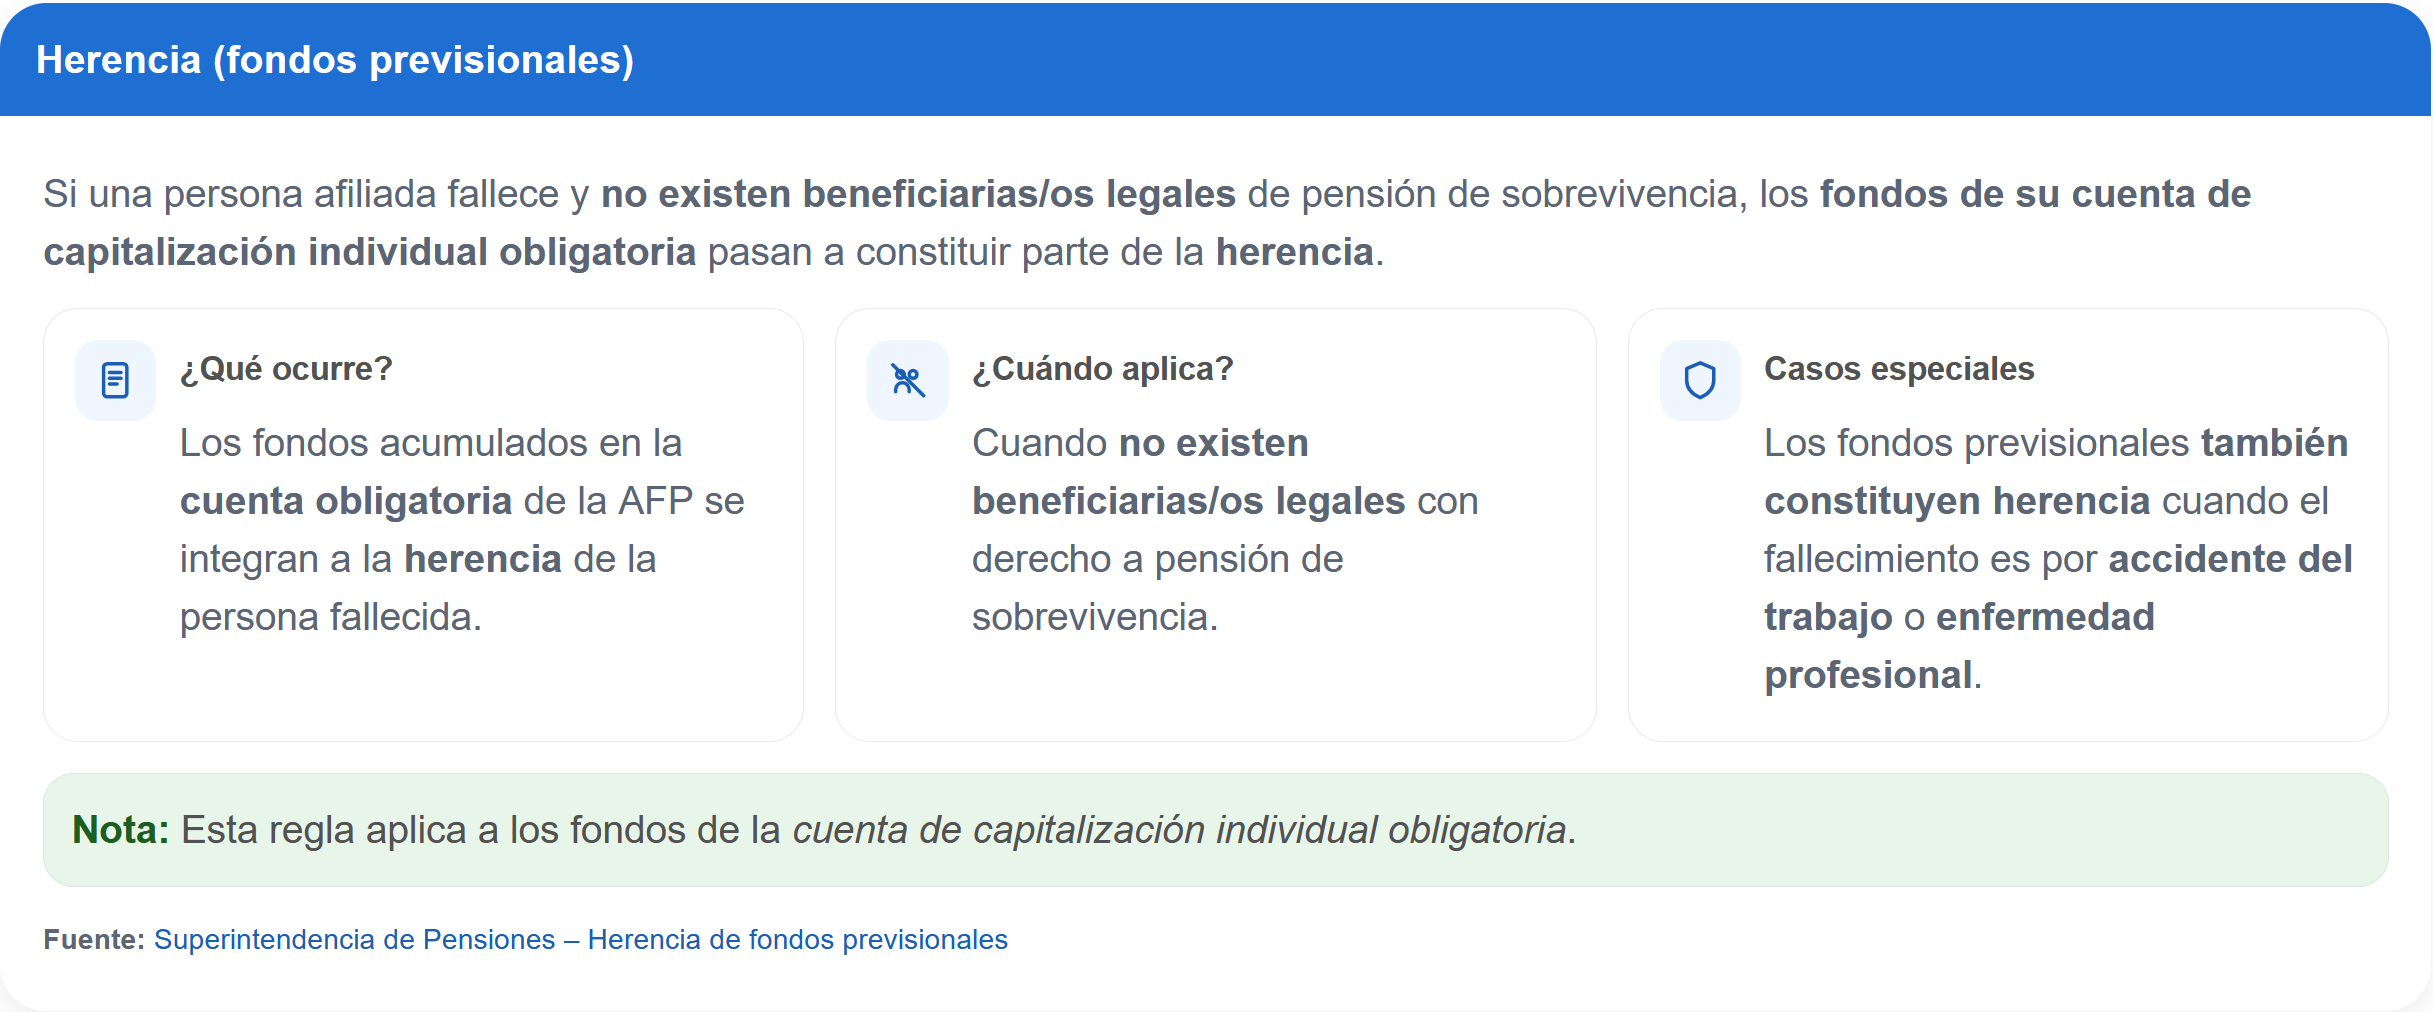 Herencia (fondos previsionales)
Si una persona afiliada fallece y no existen beneficiarias/os legales de pensión de sobrevivencia, los fondos de su cuenta de
capitalización individual obligatoria pasan a constituir parte de la herencia.
¿Qué ocurre?
Los fondos acumulados en la
cuenta obligatoria de la AFP se
integran a la herencia de la
persona fallecida.
¿Cuándo aplica?
Cuando no existen
beneficiarias/os legales con
derecho a pensión de
sobrevivencia.
Casos especiales
Los fondos previsionales también
constituyen herencia cuando el
fallecimiento es por accidente del
trabajo o enfermedad
profesional.
Nota: Esta regla aplica a los fondos de la cuenta de capitalización individual obligatoria.
Fuente: Superintendencia de Pensiones – Herencia de fondos previsionales